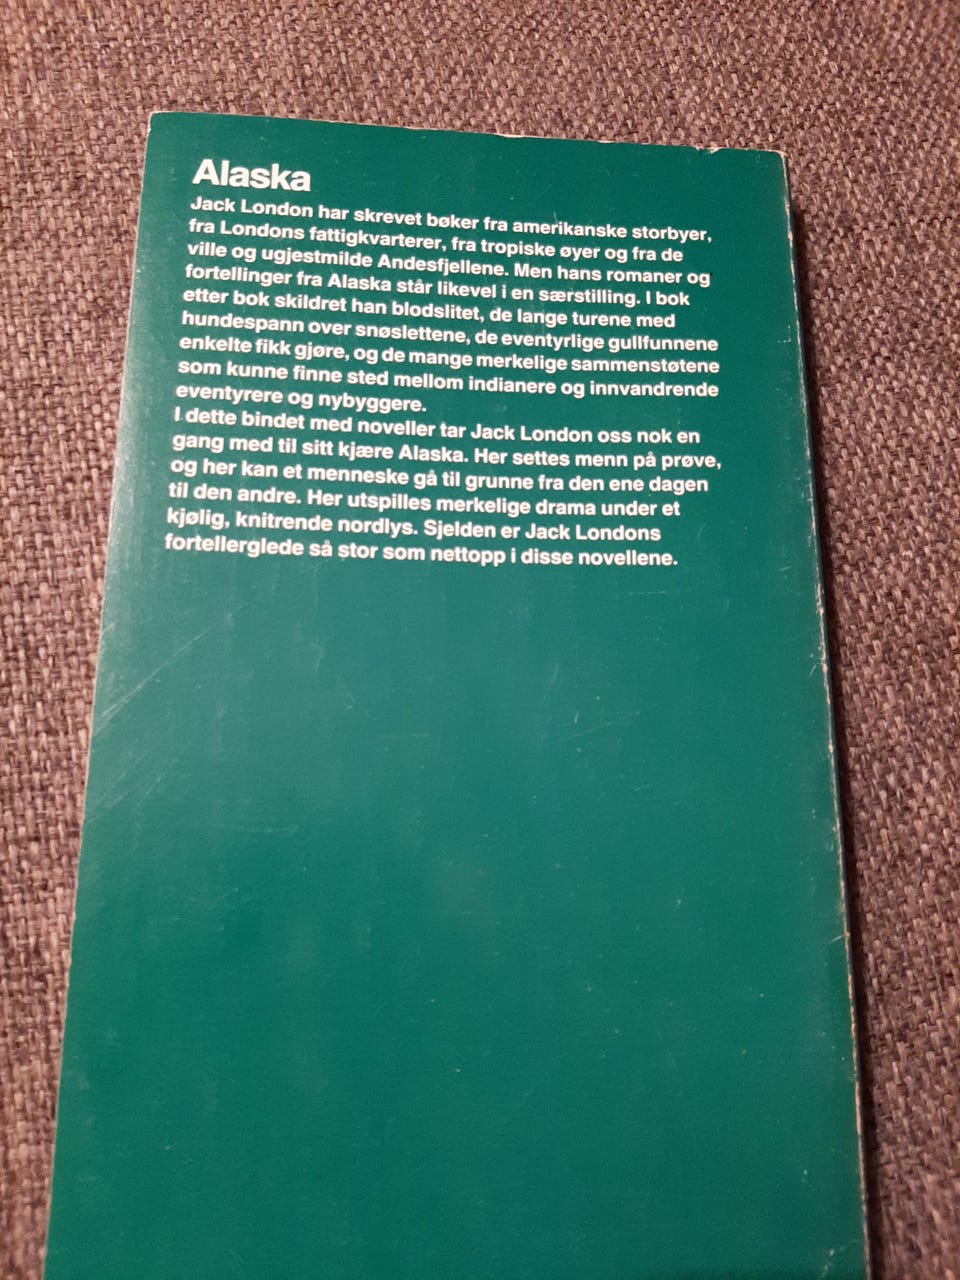 Alaska
Jack London har skrevet bøker fra amerikanske storbyer,
fra Londons fattigkvarterer, fra tropiske øyer og fra de
ville og ugjestmilde Andesfjellene. Men hans romaner og
fortellinger fra Alaska står likevel i en særstilling. I bok
etter bok skildret han blodslitet, de lange turene med
hundespann over snøslettene, de eventyrlige gullfunnene
enkelte fikk gjøre, og de mange merkelige sammenstøtene
som kunne finne sted mellom indianere og innvandrende
eventyrere og nybyggere.
I dette bindet med noveller tar Jack London oss nok en
gang med til sitt kjære Alaska. Her settes menn på prøve,
og her kan et menneske gå til grunne fra den ene dagen
til den andre. Her utspilles merkelige drama under et
kjølig, knitrende nordlys. Sjelden er Jack Londons
fortellerglede så stor som nettopp i disse novellene.